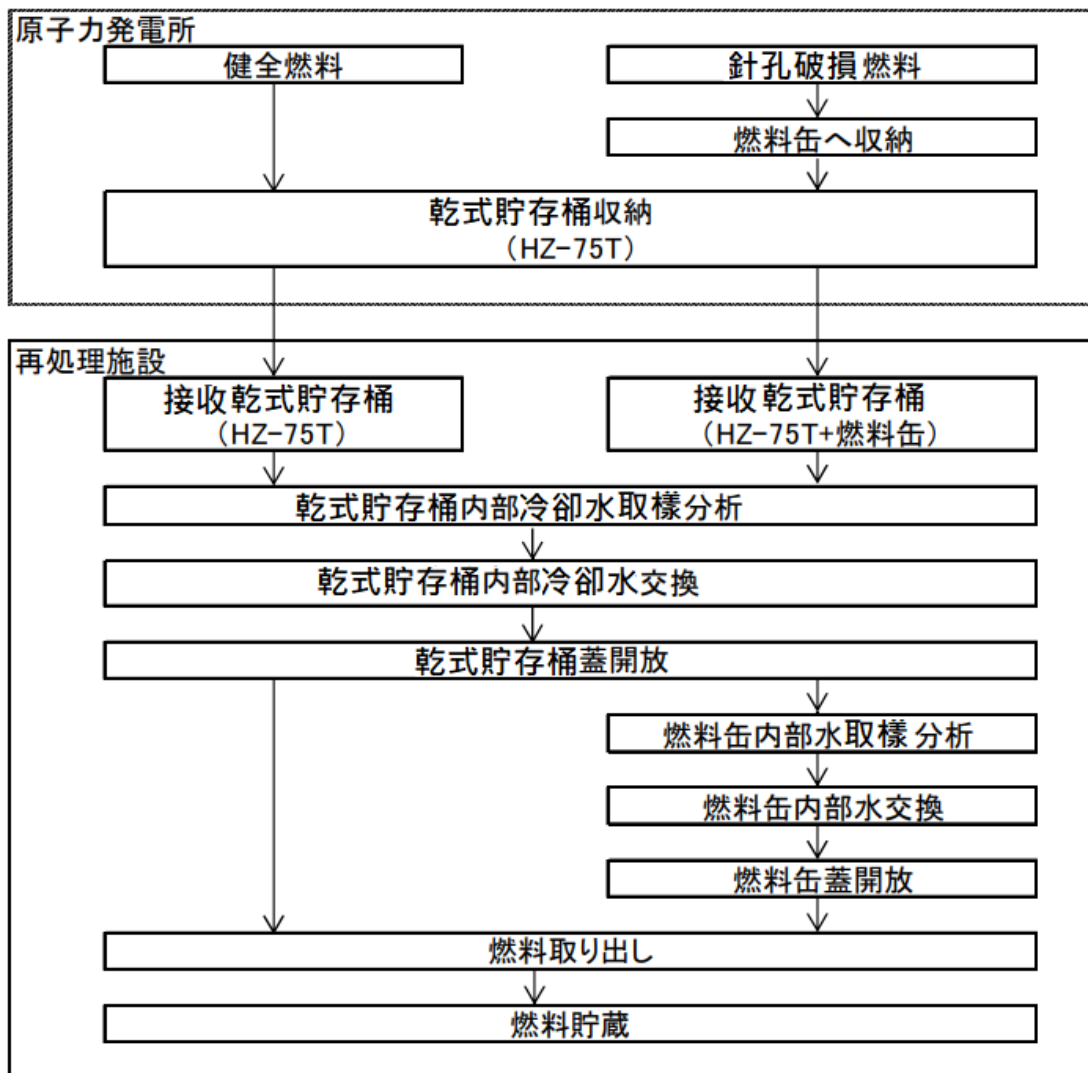 原子力発電所
健全燃料
針孔破損燃料
燃料缶へ収納
乾式貯存桶収納
(HZ-75T)
再処理施設
接收乾式貯存桶
(HZ-75T)
接收乾式貯存桶
(HZ-75T+燃料缶)
乾式貯存桶内部冷却水取樣分析
乾式貯存桶内部冷卻水交換
乾式貯存桶蓋開放
燃料缶内部水取樣分析
燃料缶内部水交換
燃料缶蓋開放
燃料取り出し
燃料貯蔵